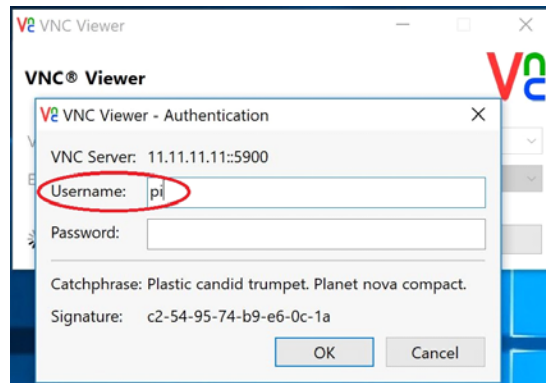 VNC Viewer
VNC® Viewer
VNC Viewer - Authentication
VNC Server: 11.11.11.11::5900
Username: pi
Password:
Catchphrase: Plastic candid trumpet. Planet nova compact.
Signature: c2-54-95-74-b9-e6-0c-1a
OK Cancel